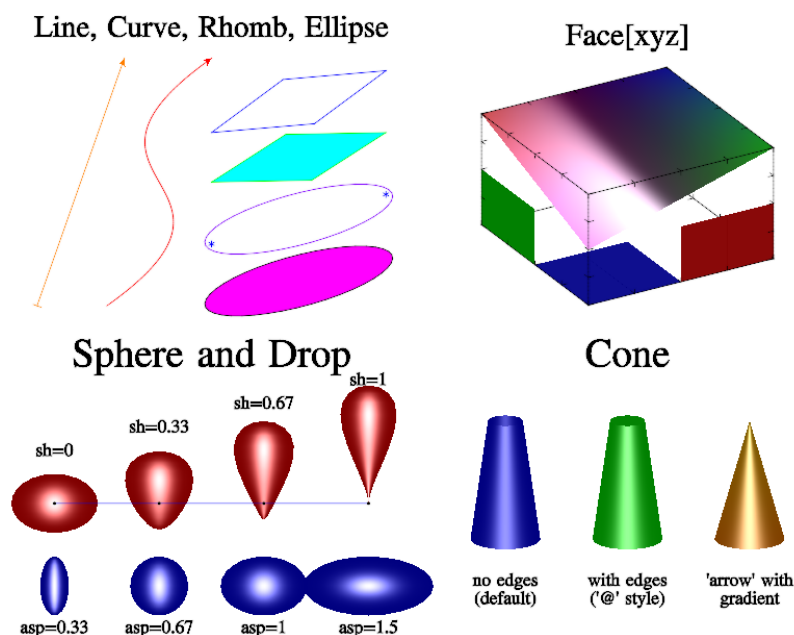 Line, Curve, Rhomb, Ellipse
Face[xyz]
*
*
Sphere and Drop
Cone
sh=0
sh=0.33
sh=0.67
sh=1
asp=0.33
asp=0.67
asp=1
asp=1.5
no edges
(default)
with edges
('@' style)
'arrow' with
gradient